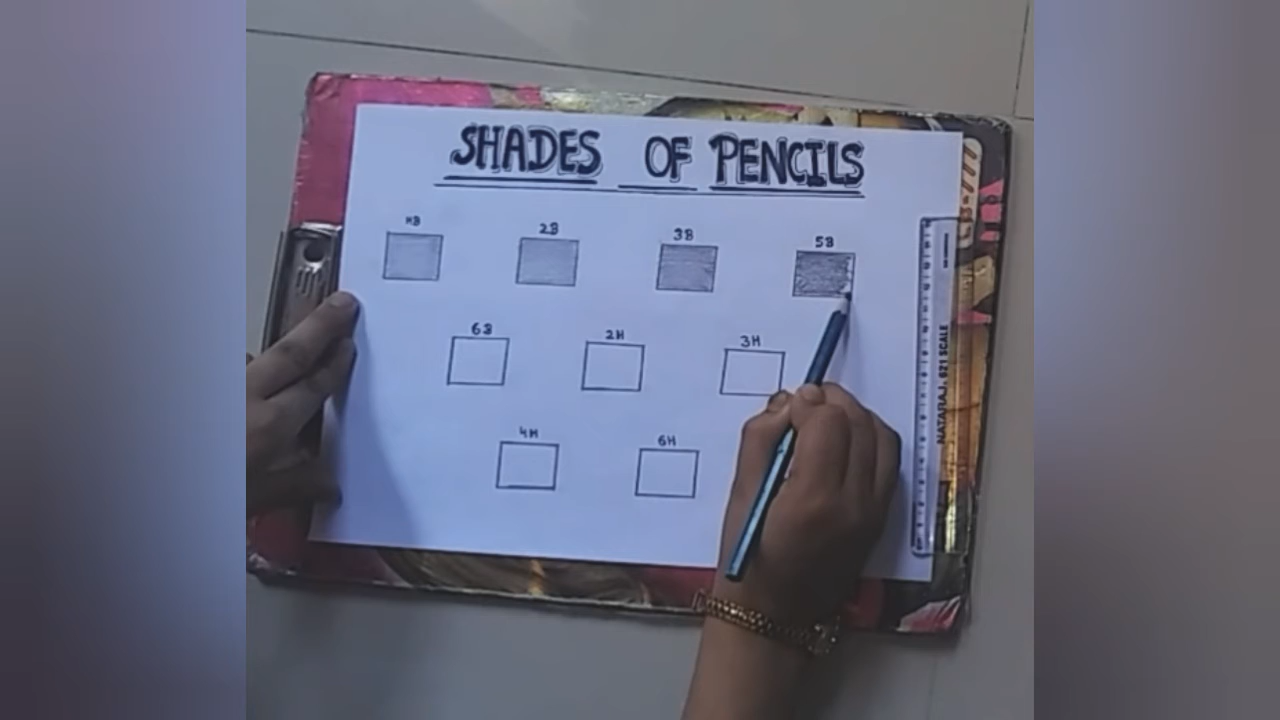 SHADES OF PENCILS
HB 2B 3B 5B
6B 2H 3H
4H 6H
NATARAJ. 621 SCALE